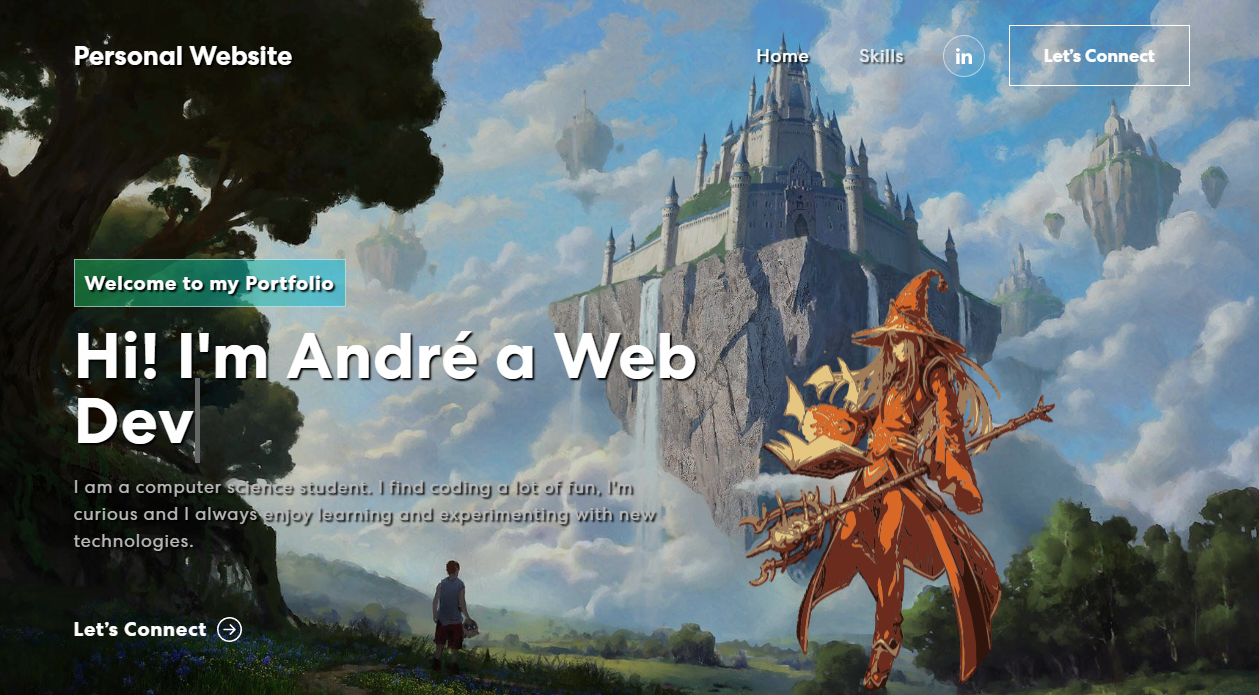 Personal Website
Home
Skills
in
Let's Connect
Welcome to my Portfolio
Hi! I'm André a Web
Dev
I am a computer science student. I find coding a lot of fun, I'm
curious and I always enjoy learning and experimenting with new
technologies.
Let's Connect